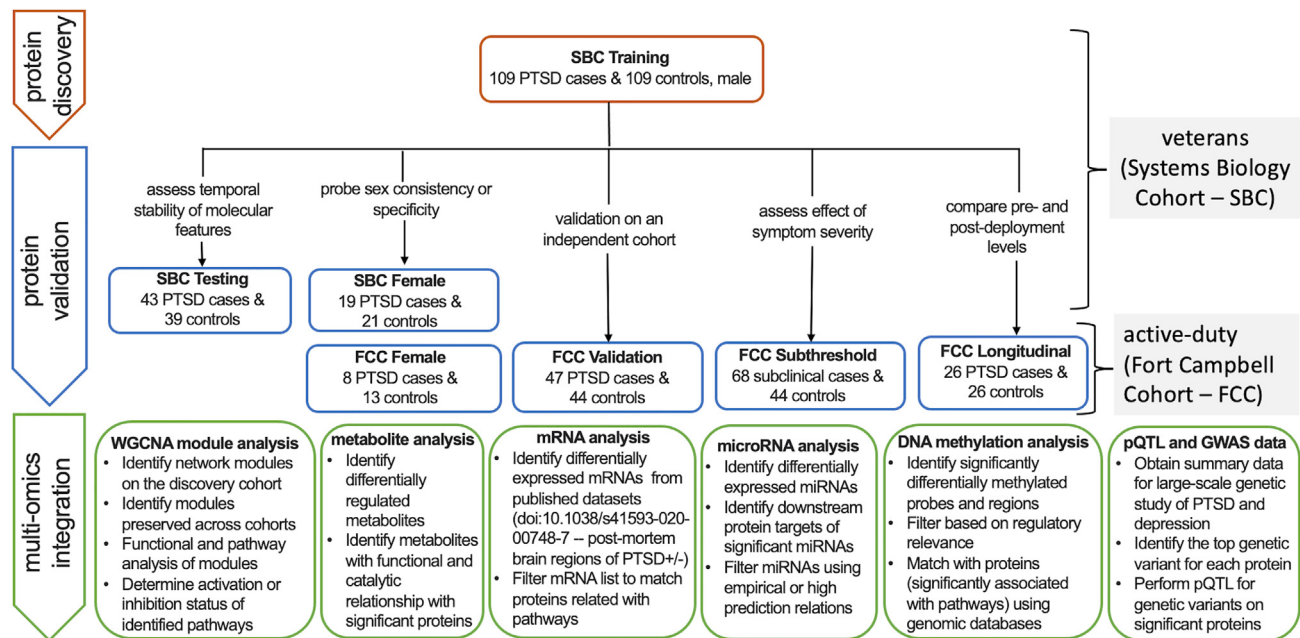 protein
discovery
SBC Training
109 PTSD cases & 109 controls, male
protein
validation
assess temporal
stability of molecular
features
probe sex consistency or
specificity
validation on an
independent cohort
assess effect of
symptom severity
compare pre- and
post-deployment
levels
veterans
(Systems Biology
Cohort – SBC)
SBC Testing
43 PTSD cases &
39 controls
SBC Female
19 PTSD cases &
21 controls
FCC Female
8 PTSD cases &
13 controls
FCC Validation
47 PTSD cases &
44 controls
FCC Subthreshold
68 subclinical cases &
44 controls
FCC Longitudinal
26 PTSD cases &
26 controls
active-duty
(Fort Campbell
Cohort – FCC)
multi-omics
integration
WGCNA module analysis
• Identify network modules
on the discovery cohort
• Identify modules
preserved across cohorts
• Functional and pathway
analysis of modules
• Determine activation or
inhibition status of
identified pathways
metabolite analysis
• Identify
differentially
regulated
metabolites
• Identify metabolites
with functional and
catalytic
relationship with
significant proteins
mRNA analysis
• Identify differentially
expressed mRNAs from
published datasets
(doi:10.1038/s41593-020-
00748-7 -- post-mortem
brain regions of PTSD+/-)
• Filter mRNA list to match
proteins related with
pathways
microRNA analysis
• Identify differentially
expressed miRNAs
• Identify downstream
protein targets of
significant miRNAs
• Filter miRNAs using
empirical or high
prediction relations
DNA methylation analysis
• Identify significantly
differentially methylated
probes and regions
• Filter based on regulatory
relevance
• Match with proteins
(significantly associated
with pathways) using
genomic databases
pQTL and GWAS data
• Obtain summary data
for large-scale genetic
study of PTSD and
depression
• Identify the top genetic
variant for each protein
• Perform pQTL for
genetic variants on
significant proteins